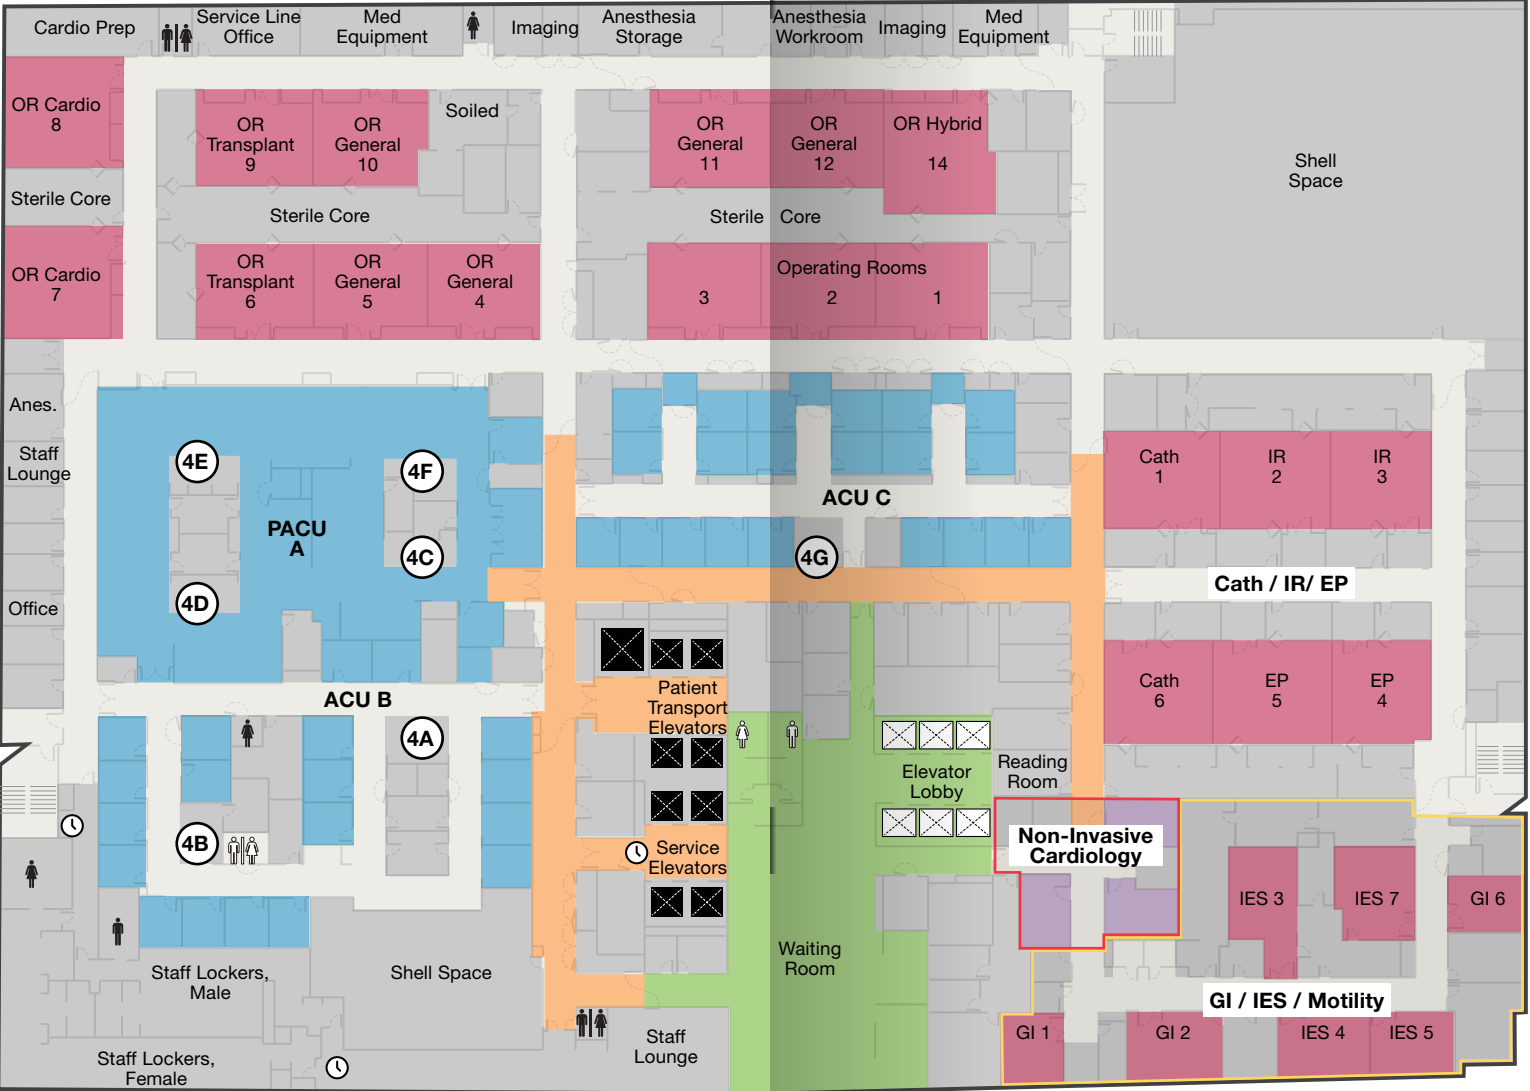 Cardio Prep
Service Line
Office
Med
Equipment
Imaging
Anesthesia
Storage
Anesthesia
Workroom
Imaging
Med
Equipment
OR Cardio
8
OR
Transplant
9
OR
General
10
Soiled
OR
General
11
OR
General
12
OR Hybrid
14
Shell
Space
Sterile Core
Sterile Core
Sterile Core
OR Cardio
7
OR
Transplant
6
OR
General
5
OR
General
4
Operating Rooms
3
2
1
Anes.
Staff
Lounge
Office
4E
4F
PACU
A
4C
4D
ACU C
4G
Cath
1
IR
2
IR
3
Cath / IR/ EP
Cath
6
EP
5
EP
4
ACU B
4A
4B
Patient
Transport
Elevators
Elevator
Lobby
Reading
Room
Service
Elevators
Non-Invasive
Cardiology
IES 3
IES 7
GI 6
Waiting
Room
Staff Lockers,
Male
Shell Space
GI / IES / Motility
GI 1
GI 2
IES 4
IES 5
Staff
Lounge
Staff Lockers,
Female